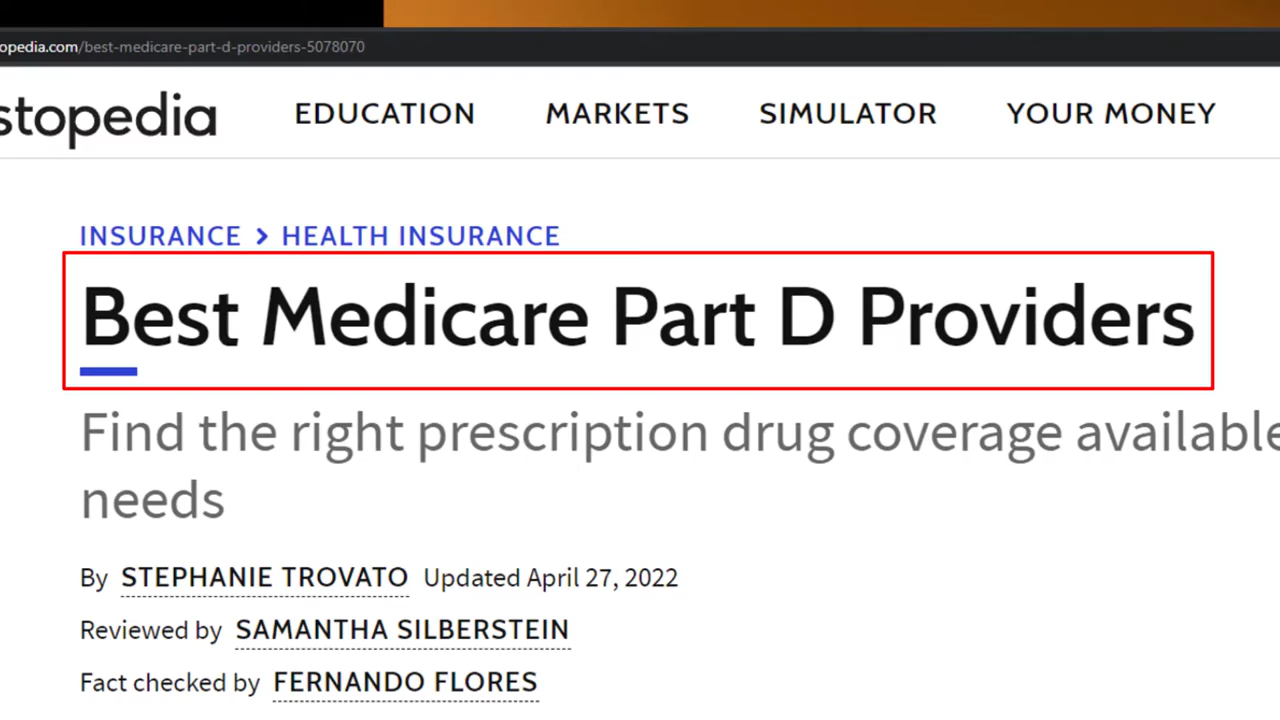 opedia.com/best-medicare-part-d-providers-5078070
stopedia EDUCATION MARKETS SIMULATOR YOUR MONEY
INSURANCE > HEALTH INSURANCE
Best Medicare Part D Providers
Find the right prescription drug coverage available
needs
By STEPHANIE TROVATO Updated April 27, 2022
Reviewed by SAMANTHA SILBERSTEIN
Fact checked by FERNANDO FLORES